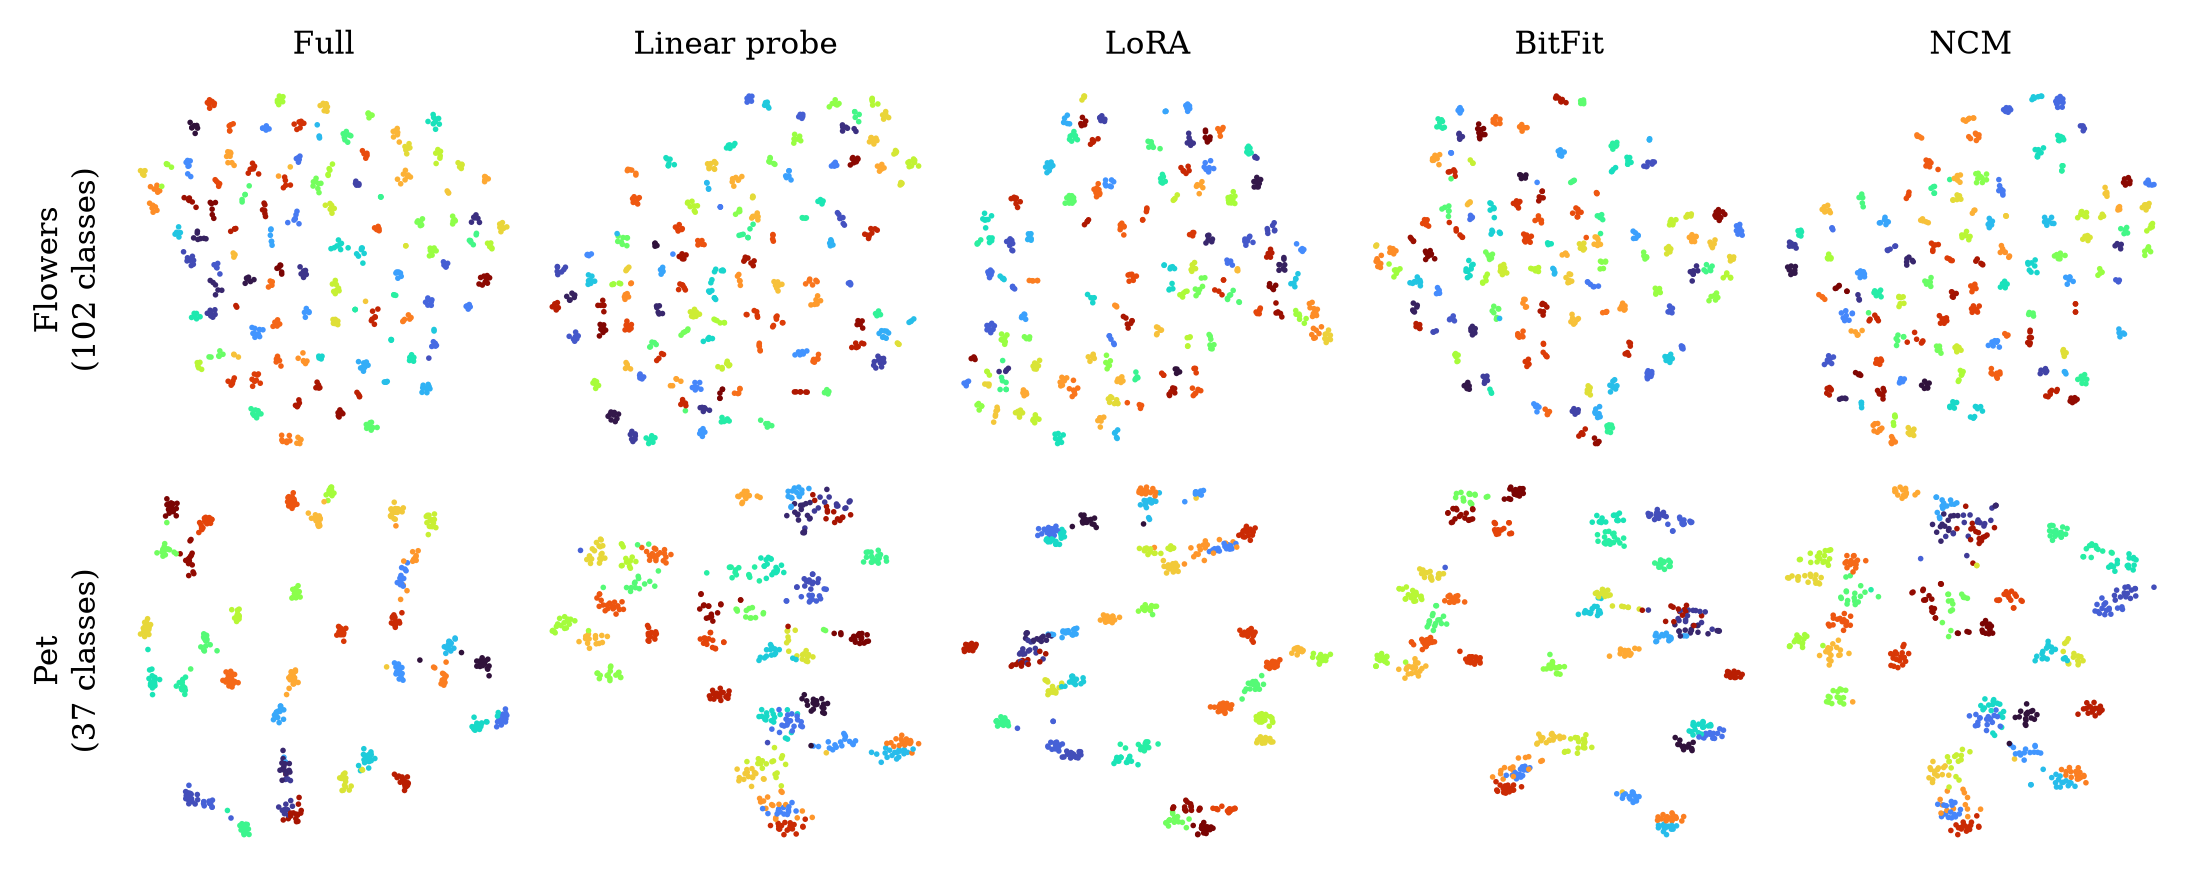 Full
Linear probe
LoRA
BitFit
NCM
Flowers
(102 classes)
Pet
(37 classes)